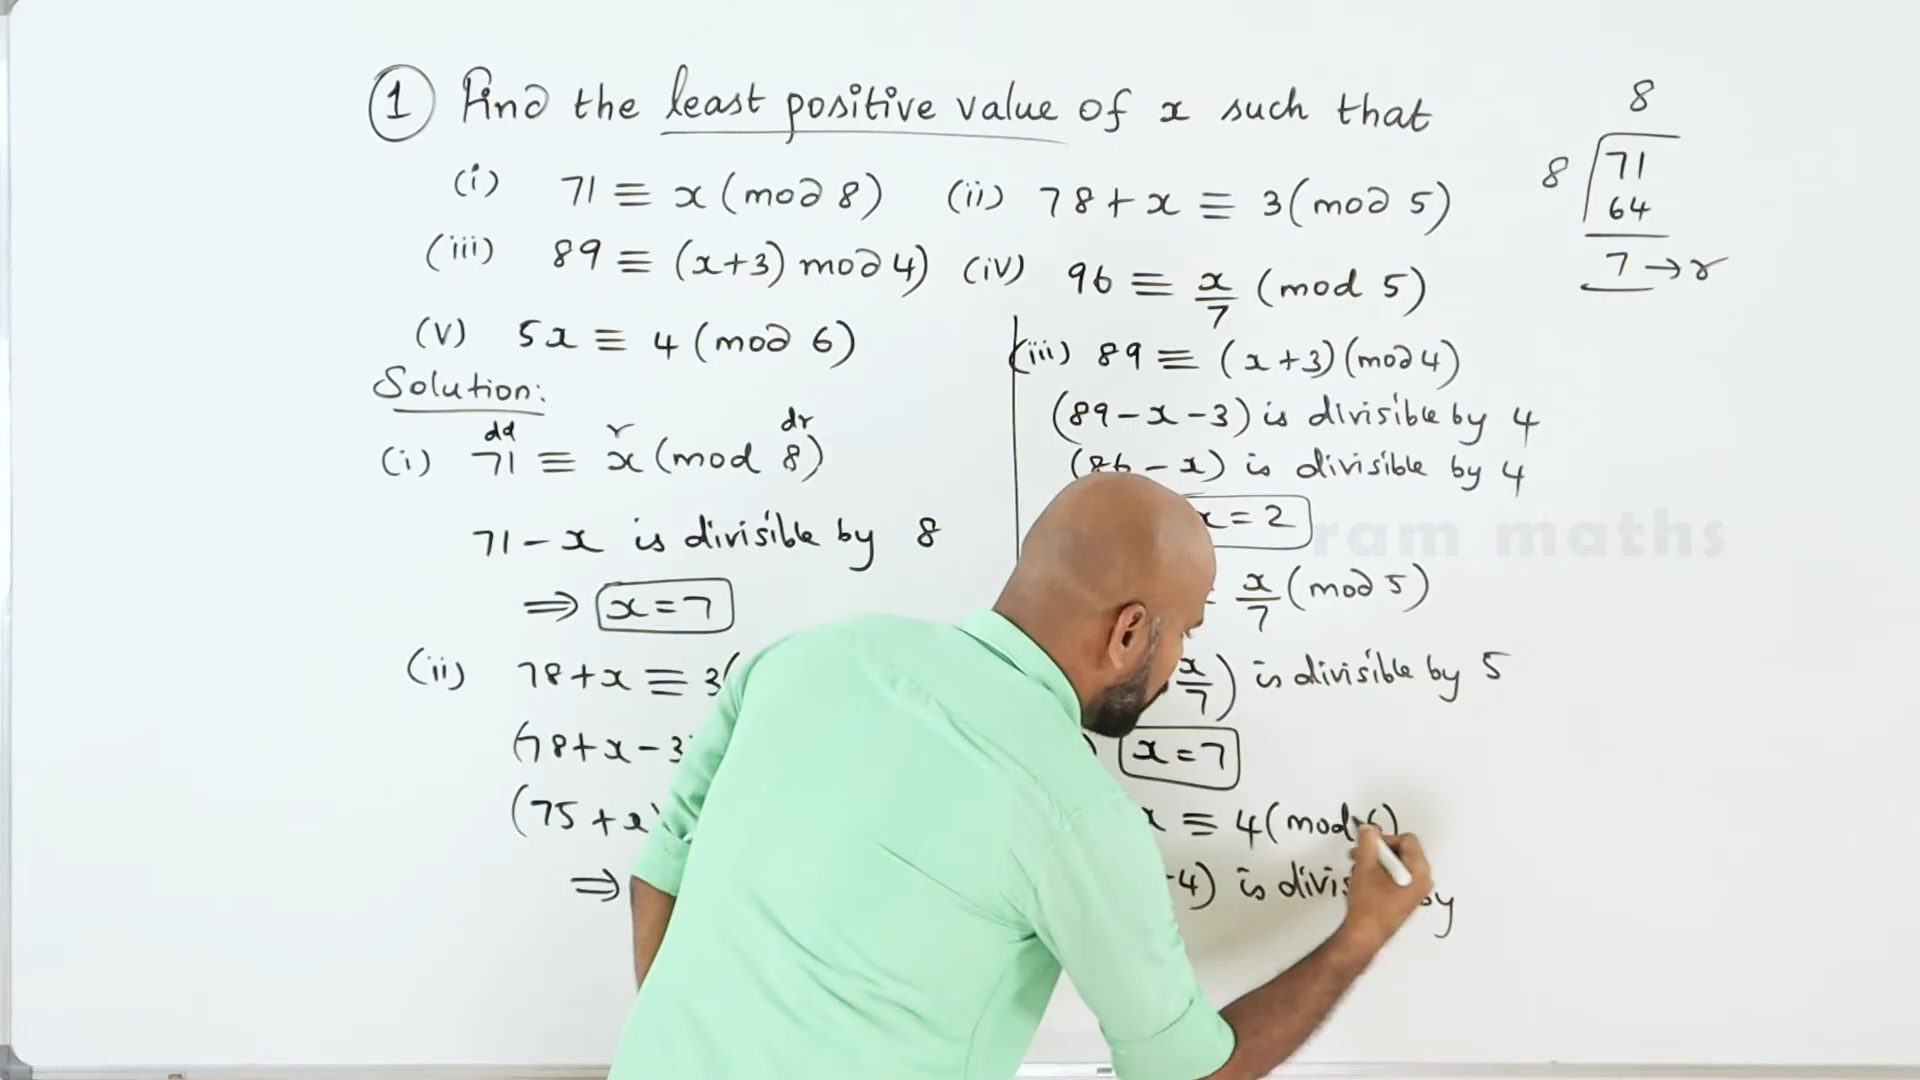 1 Find the least positive value of x such that
(i) 71 ≡ x (mod 8) (ii) 78 + x ≡ 3 (mod 5)
(iii) 89 ≡ (x+3) mod 4) (iv) 96 ≡ x/7 (mod 5)
(v) 5x ≡ 4 (mod 6)
8
8 71
64
7 → r
Solution:
dd r dr
(i) 71 ≡ x (mod 8)
71 - x is divisible by 8
⇒ x = 7
(ii) 78 + x ≡ 3(
(78 + x - 3
(75 + x
⇒
(iii) 89 ≡ (x+3)(mod 4)
(89 - x - 3) is divisible by 4
(86 - x) is divisible by 4
x = 2
x/7 (mod 5)
x/7) is divisible by 5
x = 7
x ≡ 4 (mod 6)
-4) is by
ram maths